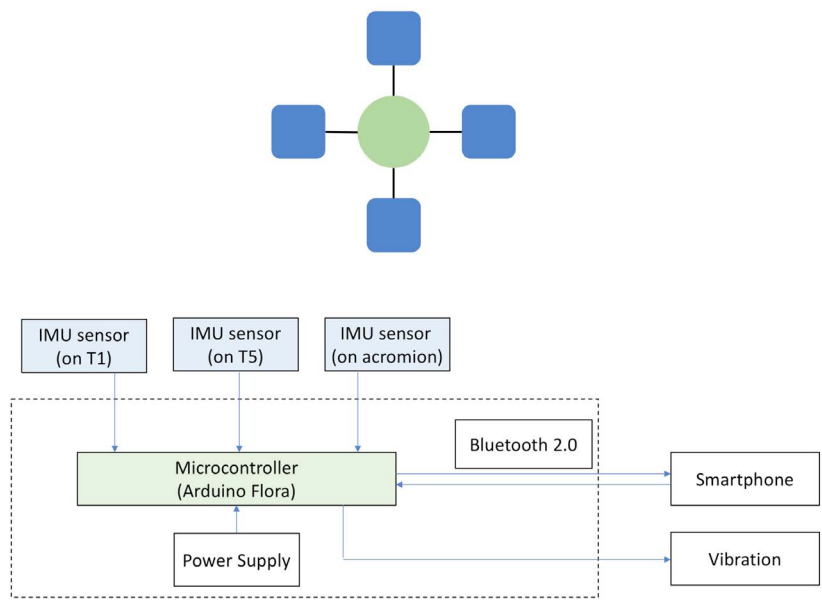 IMU sensor
(on T1)
IMU sensor
(on T5)
IMU sensor
(on acromion)
Bluetooth 2.0
Microcontroller
(Arduino Flora)
Smartphone
Power Supply
Vibration